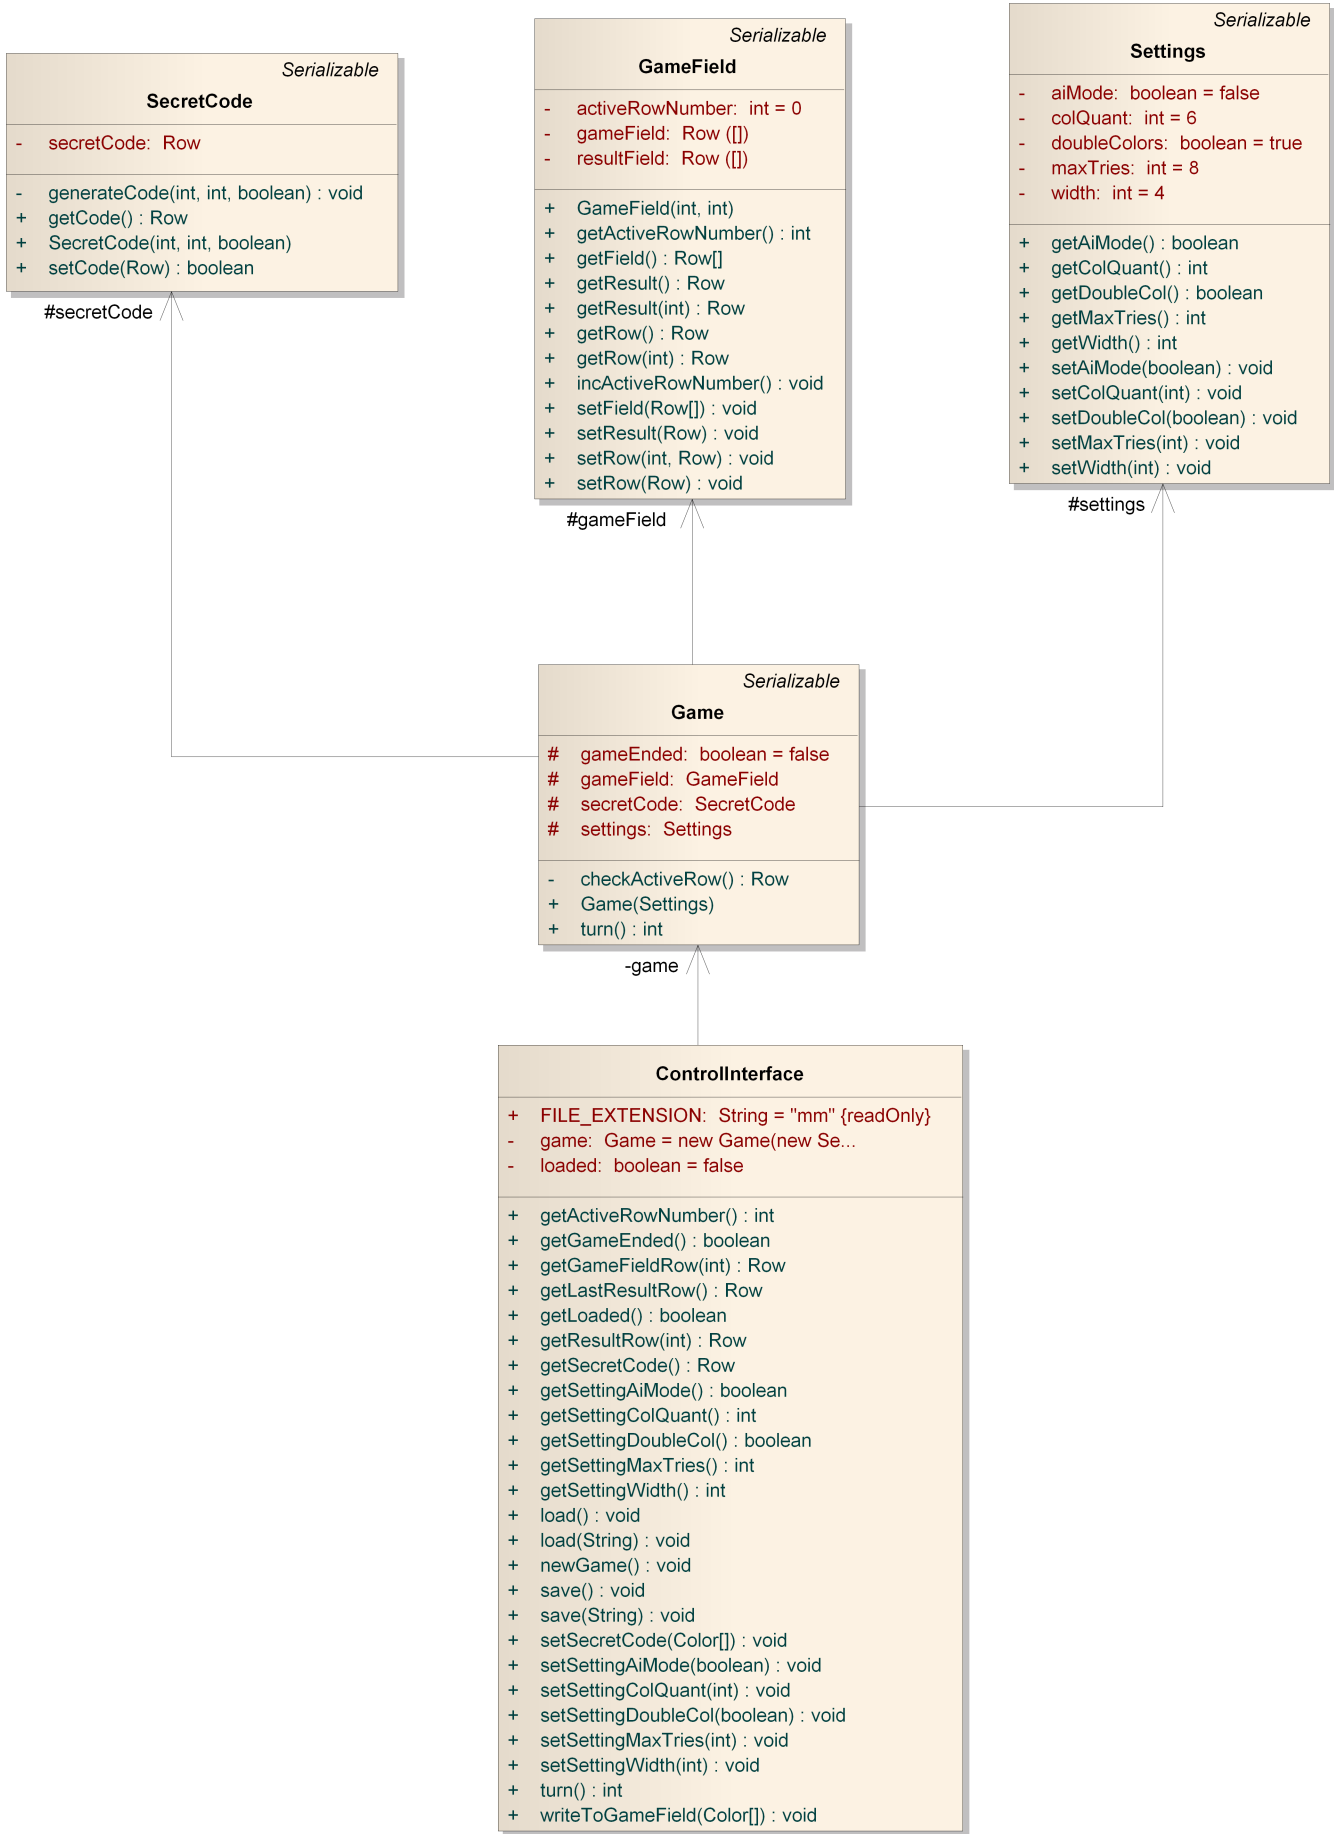 Serializable
SecretCode
- secretCode: Row
- generateCode(int, int, boolean) : void
+ getCode() : Row
+ SecretCode(int, int, boolean)
+ setCode(Row) : boolean
#secretCode
Serializable
GameField
- activeRowNumber: int = 0
- gameField: Row ([])
- resultField: Row ([])
+ GameField(int, int)
+ getActiveRowNumber() : int
+ getField() : Row[]
+ getResult() : Row
+ getResult(int) : Row
+ getRow() : Row
+ getRow(int) : Row
+ incActiveRowNumber() : void
+ setField(Row[]) : void
+ setResult(Row) : void
+ setRow(int, Row) : void
+ setRow(Row) : void
#gameField
Serializable
Settings
- aiMode: boolean = false
- colQuant: int = 6
- doubleColors: boolean = true
- maxTries: int = 8
- width: int = 4
+ getAiMode() : boolean
+ getColQuant() : int
+ getDoubleCol() : boolean
+ getMaxTries() : int
+ getWidth() : int
+ setAiMode(boolean) : void
+ setColQuant(int) : void
+ setDoubleCol(boolean) : void
+ setMaxTries(int) : void
+ setWidth(int) : void
#settings
Serializable
Game
# gameEnded: boolean = false
# gameField: GameField
# secretCode: SecretCode
# settings: Settings
- checkActiveRow() : Row
+ Game(Settings)
+ turn() : int
-game
ControlInterface
+ FILE_EXTENSION: String = "mm" {readOnly}
- game: Game = new Game(new Se...
- loaded: boolean = false
+ getActiveRowNumber() : int
+ getGameEnded() : boolean
+ getGameFieldRow(int) : Row
+ getLastResultRow() : Row
+ getLoaded() : boolean
+ getResultRow(int) : Row
+ getSecretCode() : Row
+ getSettingAiMode() : boolean
+ getSettingColQuant() : int
+ getSettingDoubleCol() : boolean
+ getSettingMaxTries() : int
+ getSettingWidth() : int
+ load() : void
+ load(String) : void
+ newGame() : void
+ save() : void
+ save(String) : void
+ setSecretCode(Color[]) : void
+ setSettingAiMode(boolean) : void
+ setSettingColQuant(int) : void
+ setSettingDoubleCol(boolean) : void
+ setSettingMaxTries(int) : void
+ setSettingWidth(int) : void
+ turn() : int
+ writeToGameField(Color[]) : void